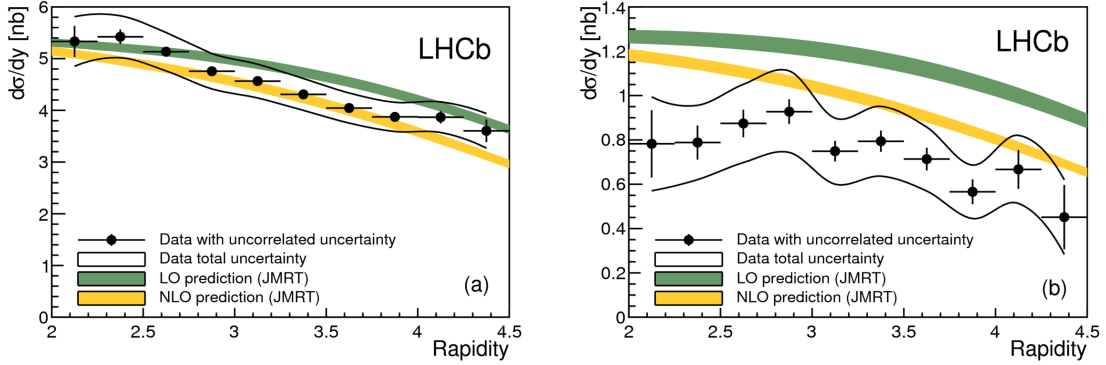 dσ/dy [nb]
6
5
4
3
2
1
0
LHCb
Data with uncorrelated uncertainty
Data total uncertainty
LO prediction (JMRT)
NLO prediction (JMRT)
(a)
2 2.5 3 3.5 4 4.5
Rapidity
dσ/dy [nb]
1.4
1.2
1
0.8
0.6
0.4
0.2
0
LHCb
Data with uncorrelated uncertainty
Data total uncertainty
LO prediction (JMRT)
NLO prediction (JMRT)
(b)
2 2.5 3 3.5 4 4.5
Rapidity